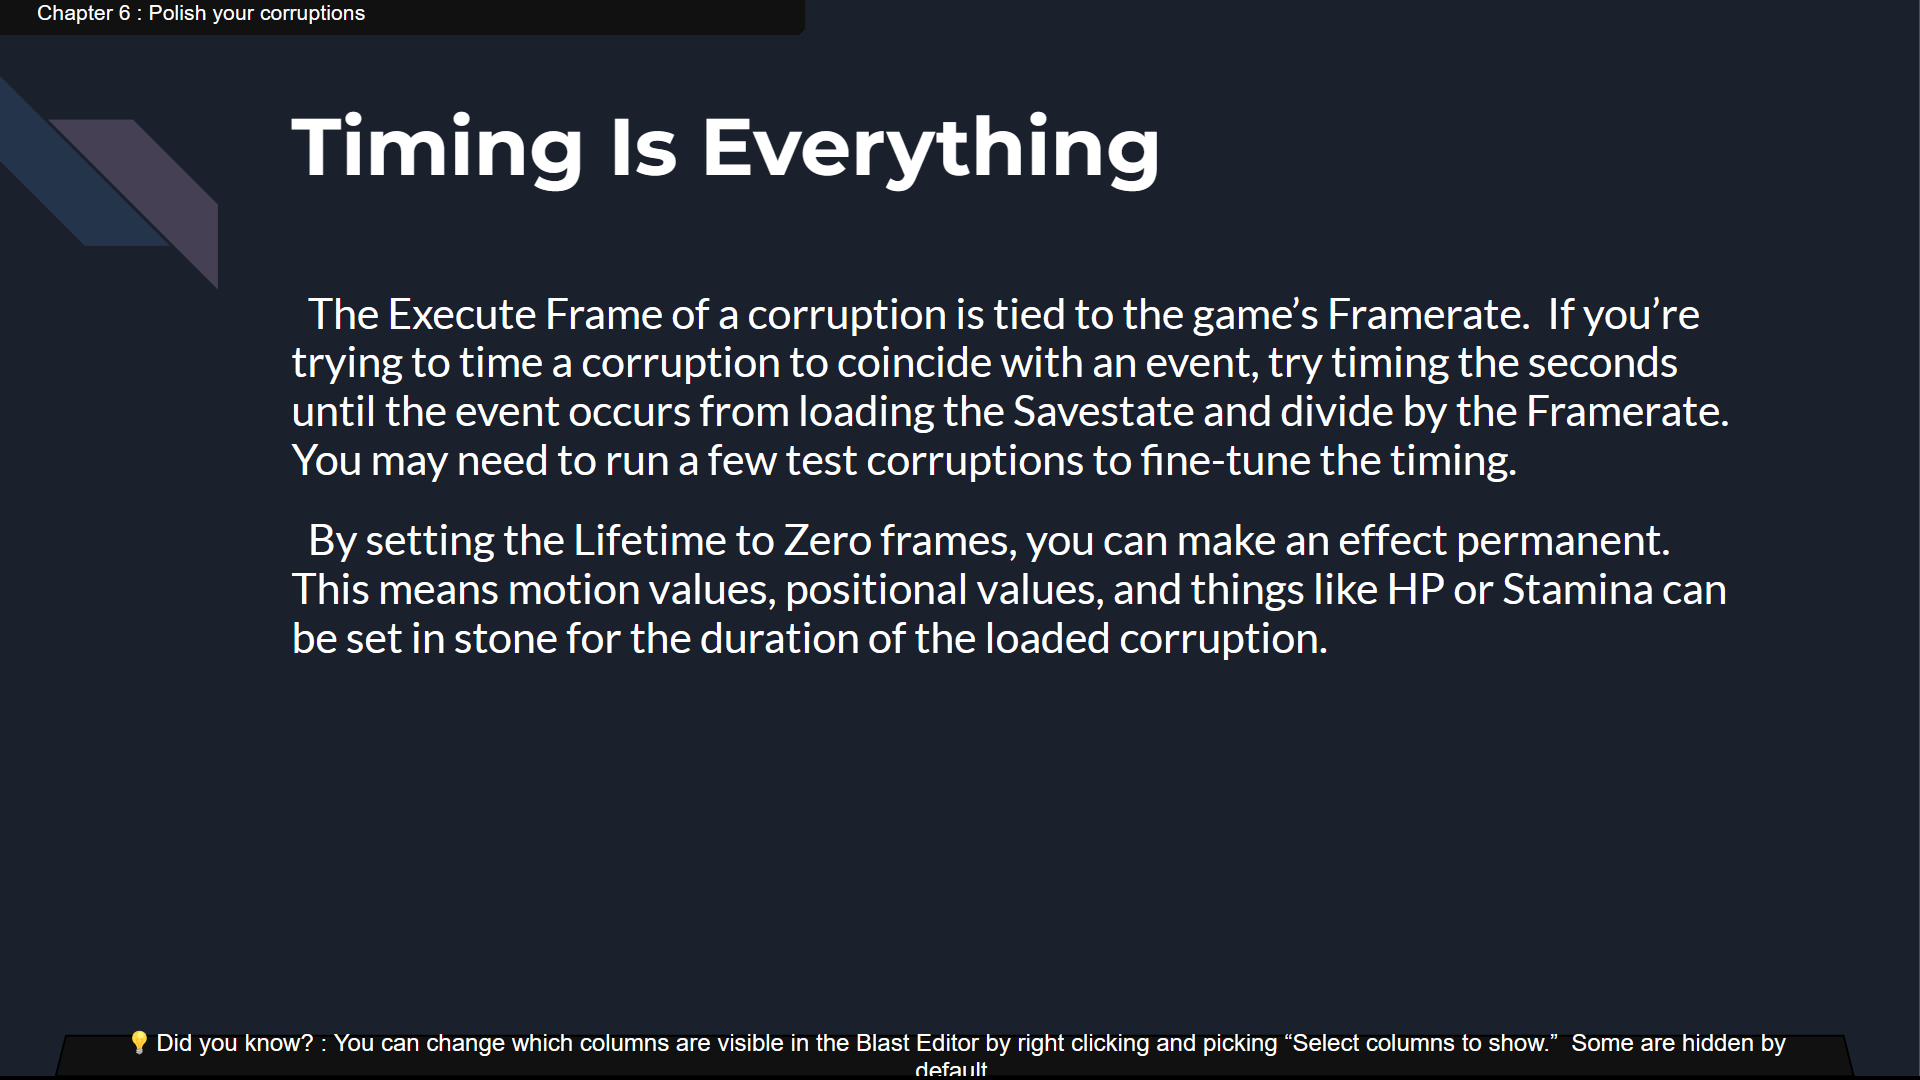 Chapter 6 : Polish your corruptions
Timing Is Everything
The Execute Frame of a corruption is tied to the game’s Framerate.  If you’re
trying to time a corruption to coincide with an event, try timing the seconds
until the event occurs from loading the Savestate and divide by the Framerate.
You may need to run a few test corruptions to fine-tune the timing.
By setting the Lifetime to Zero frames, you can make an effect permanent.
This means motion values, positional values, and things like HP or Stamina can
be set in stone for the duration of the loaded corruption.
💡 Did you know? : You can change which columns are visible in the Blast Editor by right clicking and picking “Select columns to show.”  Some are hidden by
default.